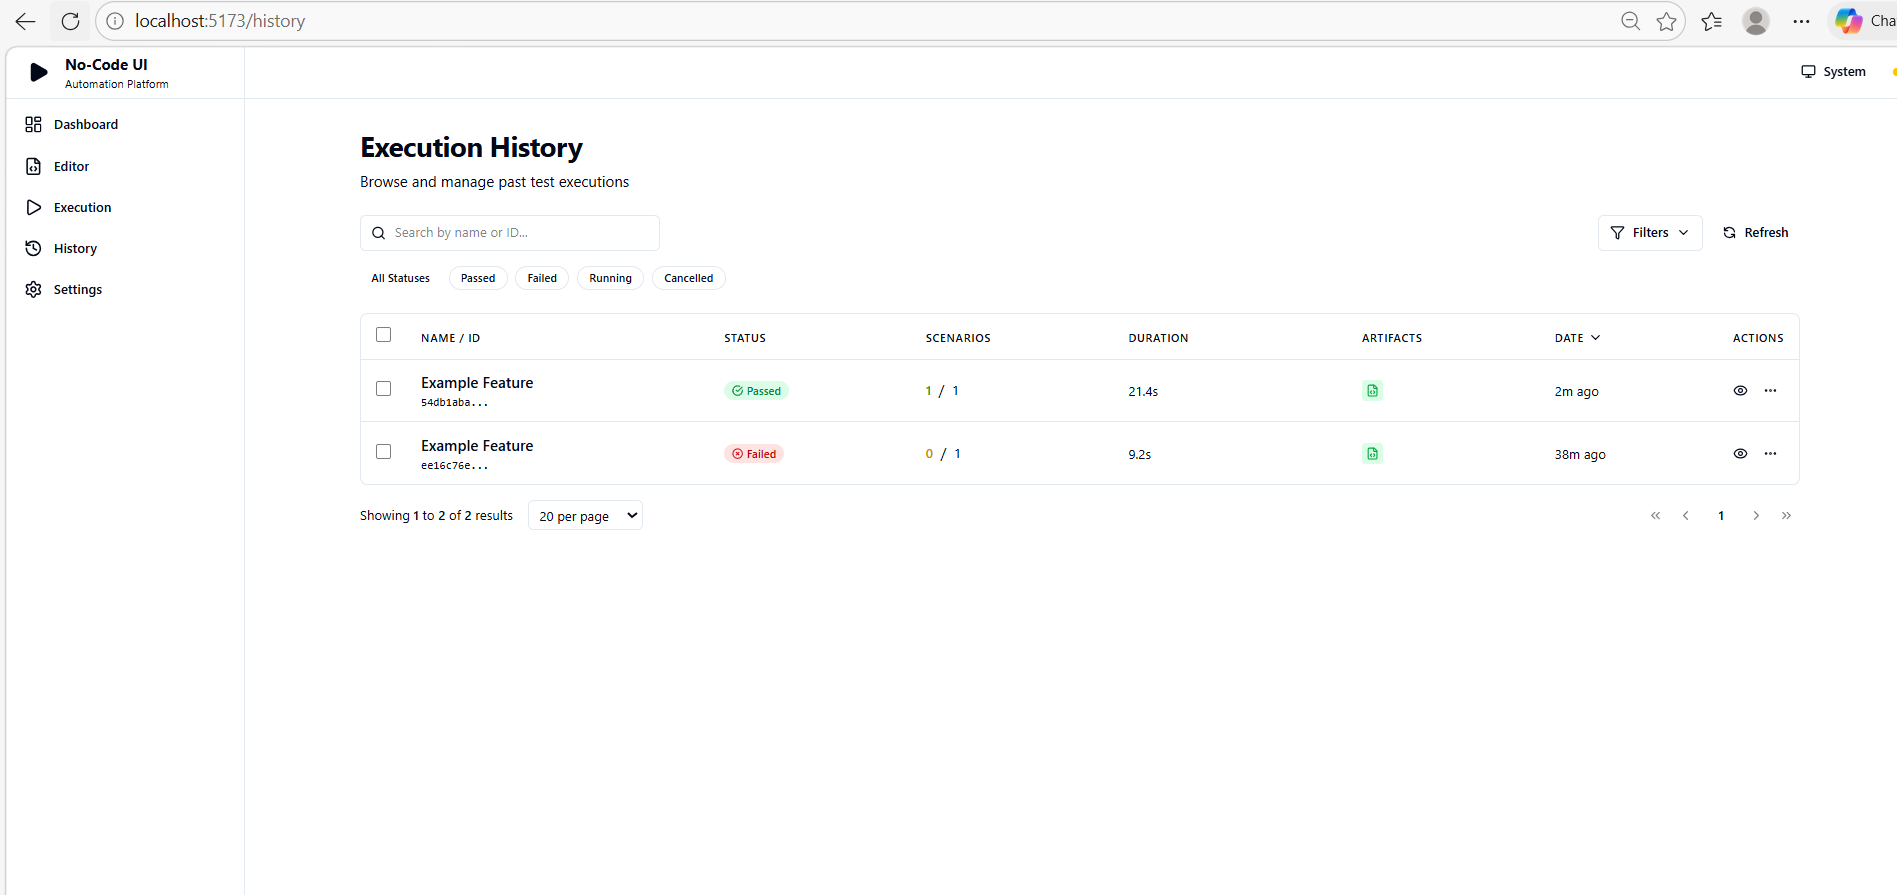 localhost:5173/history
Cha
No-Code UI
Automation Platform
System
Dashboard
Editor
Execution
History
Settings
Execution History
Browse and manage past test executions
Search by name or ID...
Filters
Refresh
All Statuses
Passed
Failed
Running
Cancelled
NAME / ID STATUS SCENARIOS DURATION ARTIFACTS DATE ACTIONS
Example Feature
54db1aba...
Passed
1 / 1
21.4s
2m ago
Example Feature
ee16c76e...
Failed
0 / 1
9.2s
38m ago
Showing 1 to 2 of 2 results
20 per page
1